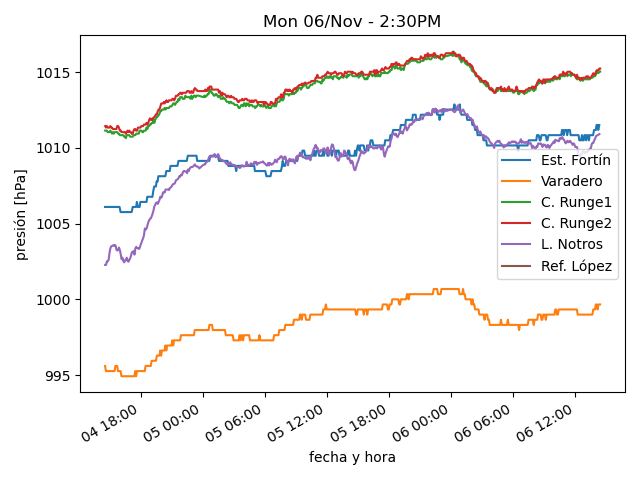 Mon 06/Nov - 2:30PM
presión [hPa]
1015
1010
1005
1000
995
Est. Fortín
Varadero
C. Runge1
C. Runge2
L. Notros
Ref. López
04 18:00
05 00:00
05 06:00
05 12:00
05 18:00
06 00:00
06 06:00
06 12:00
fecha y hora